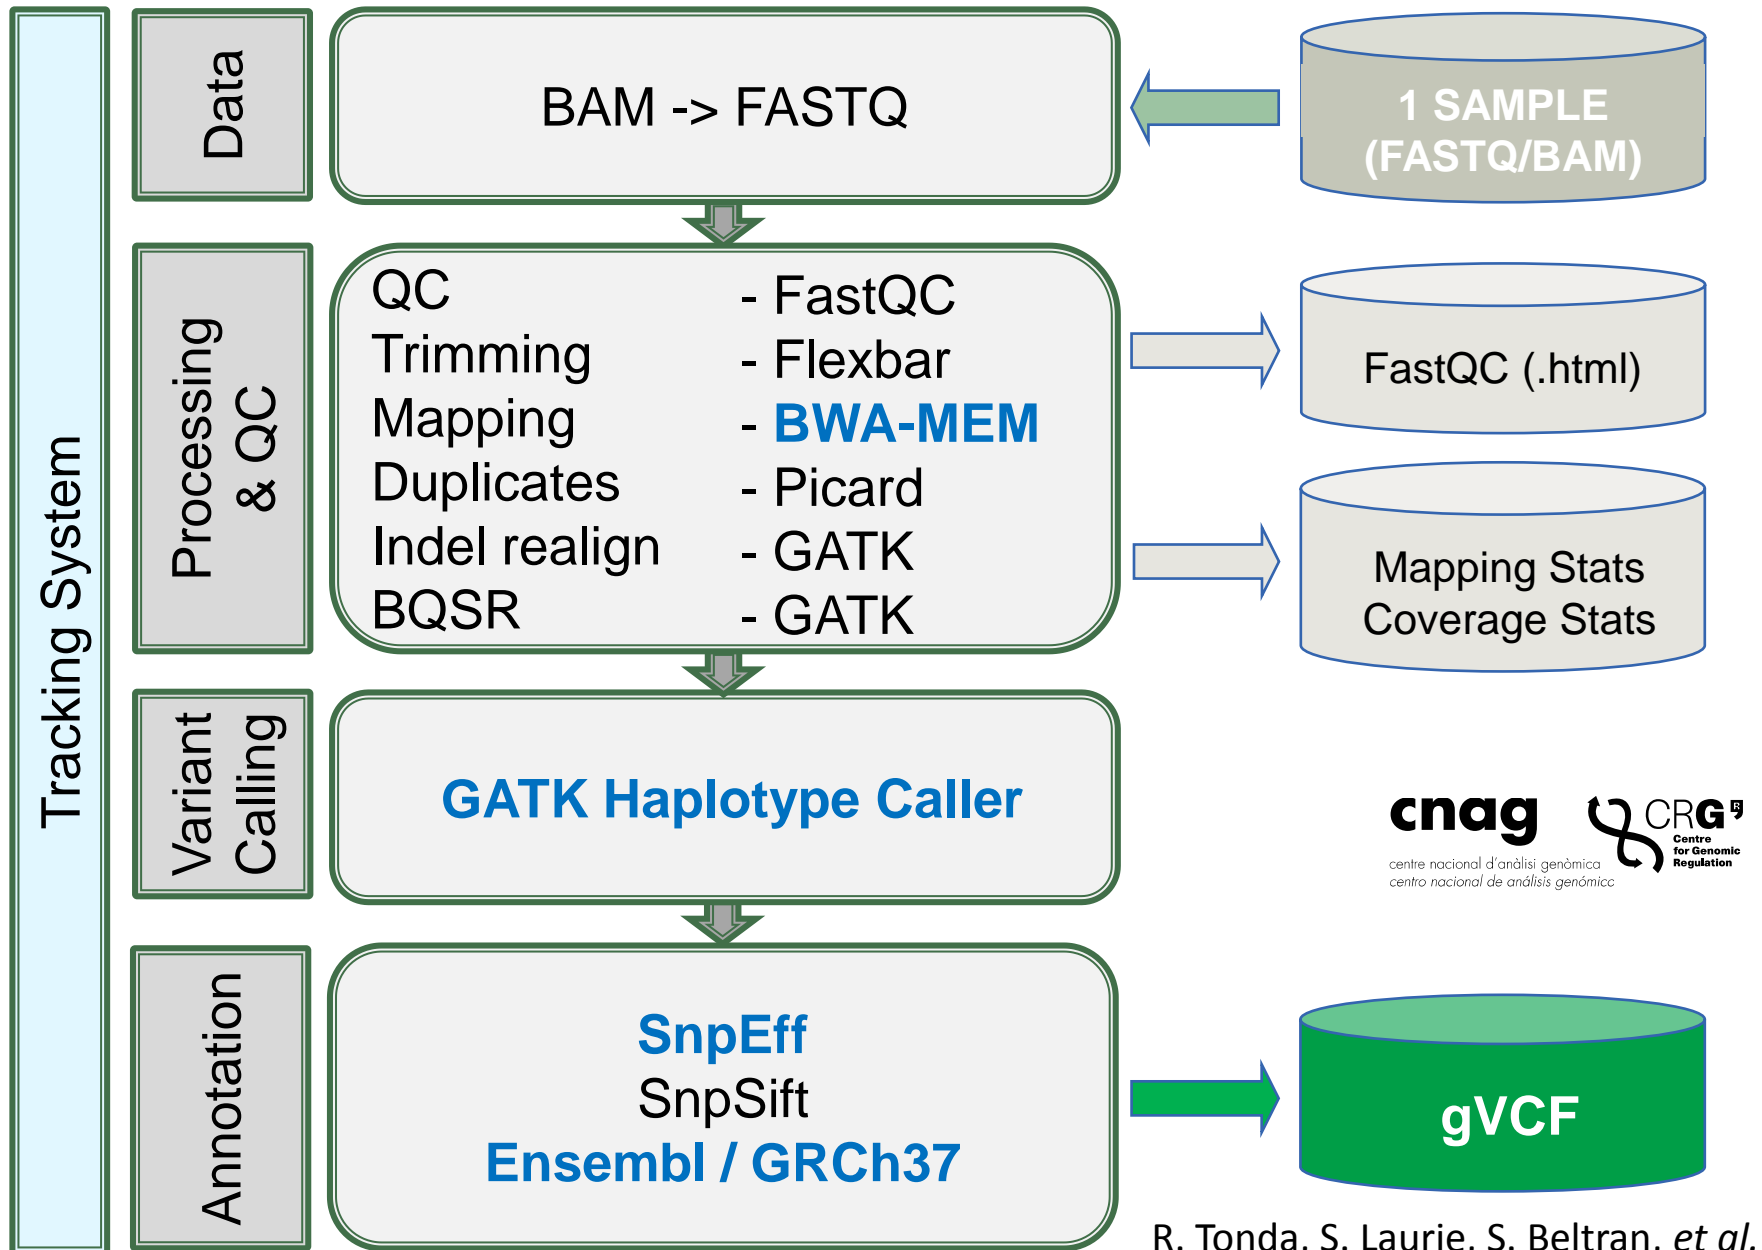 Tracking System
Data
BAM -> FASTQ
1 SAMPLE
(FASTQ/BAM)
Processing
& QC
QC - FastQC
Trimming - Flexbar
Mapping - BWA-MEM
Duplicates - Picard
Indel realign - GATK
BQSR - GATK
FastQC (.html)
Mapping Stats
Coverage Stats
Variant
Calling
GATK Haplotype Caller
cnag
centre nacional d'anàlisi genòmica
centro nacional de análisis genómico
CRG
Centre
for Genomic
Regulation
Annotation
SnpEff
SnpSift
Ensembl / GRCh37
gVCF
R. Tonda, S. Laurie, S. Beltran, et al.